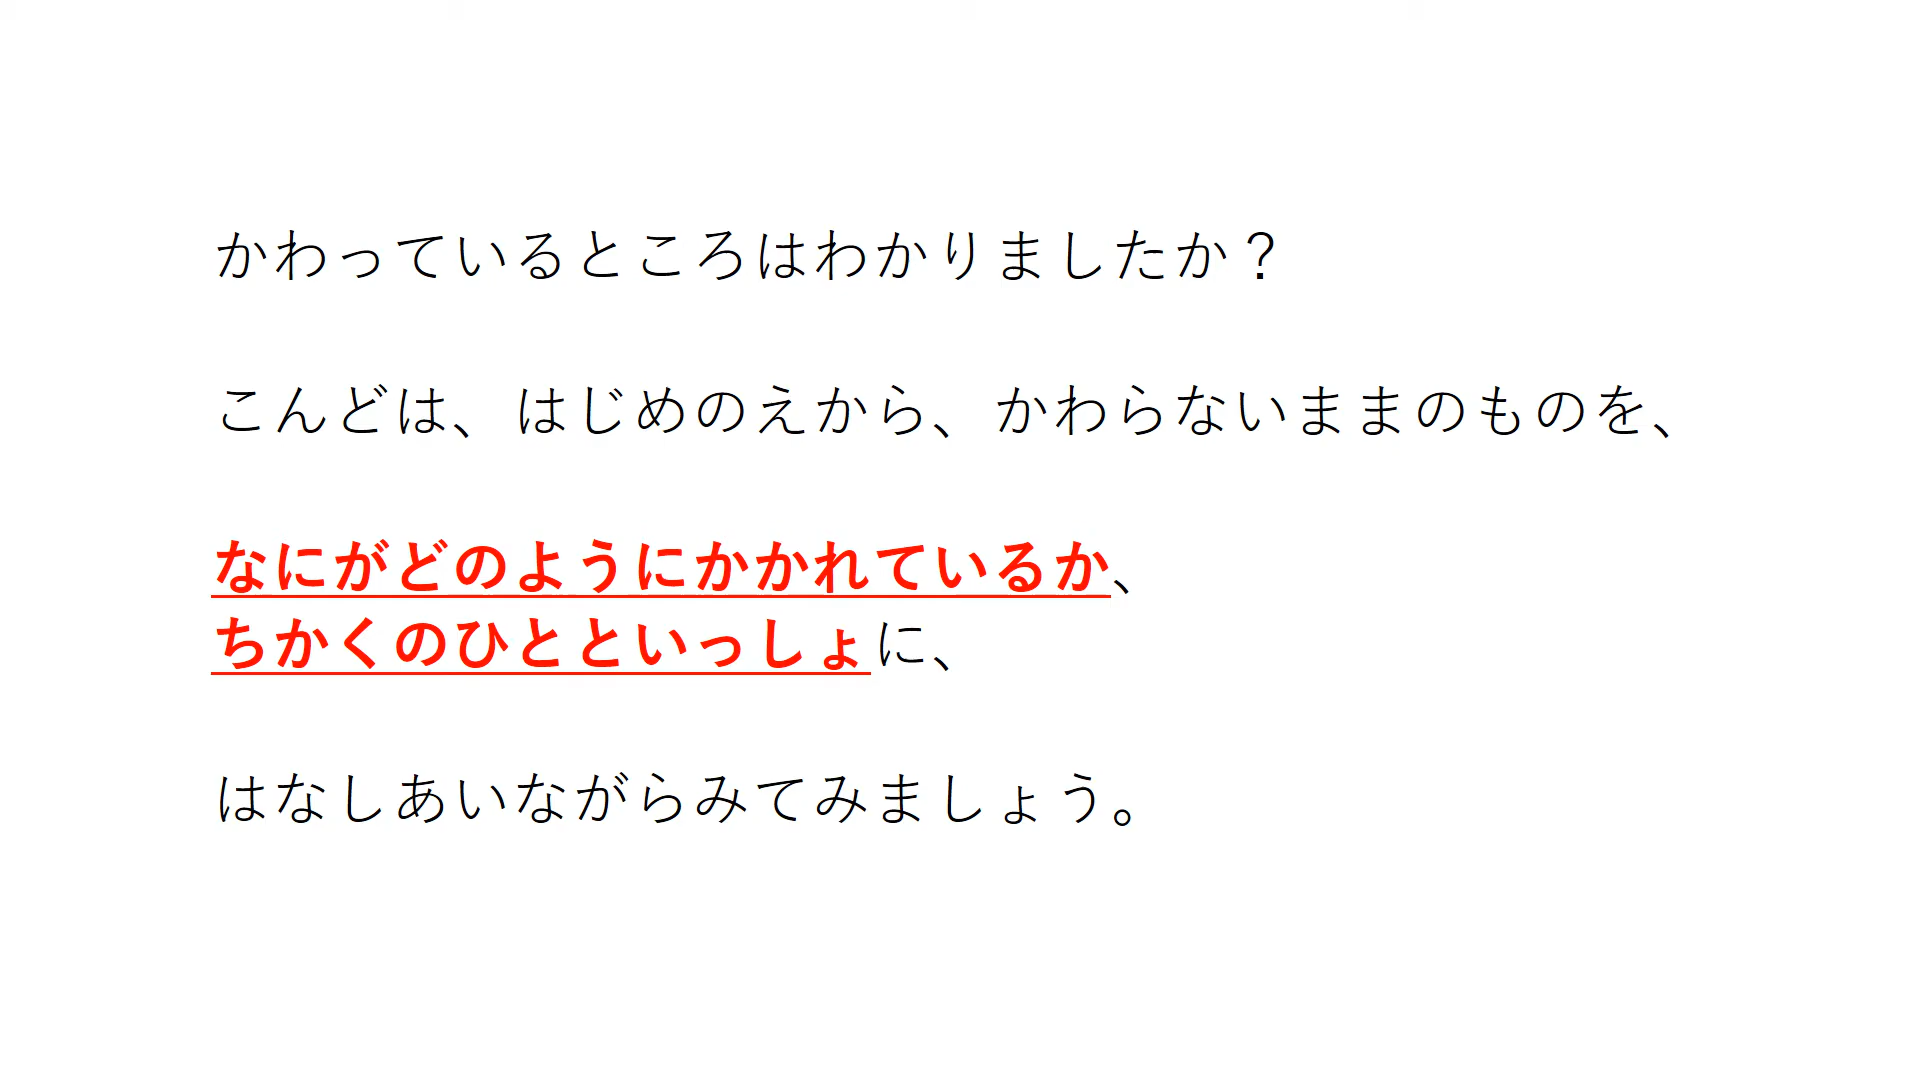 かわっているところはわかりましたか？
こんどは、はじめのえから、かわらないままのものを、
なにがどのようにかかれているか、
ちかくのひとといっしょに、
はなしあいながらみてみましょう。